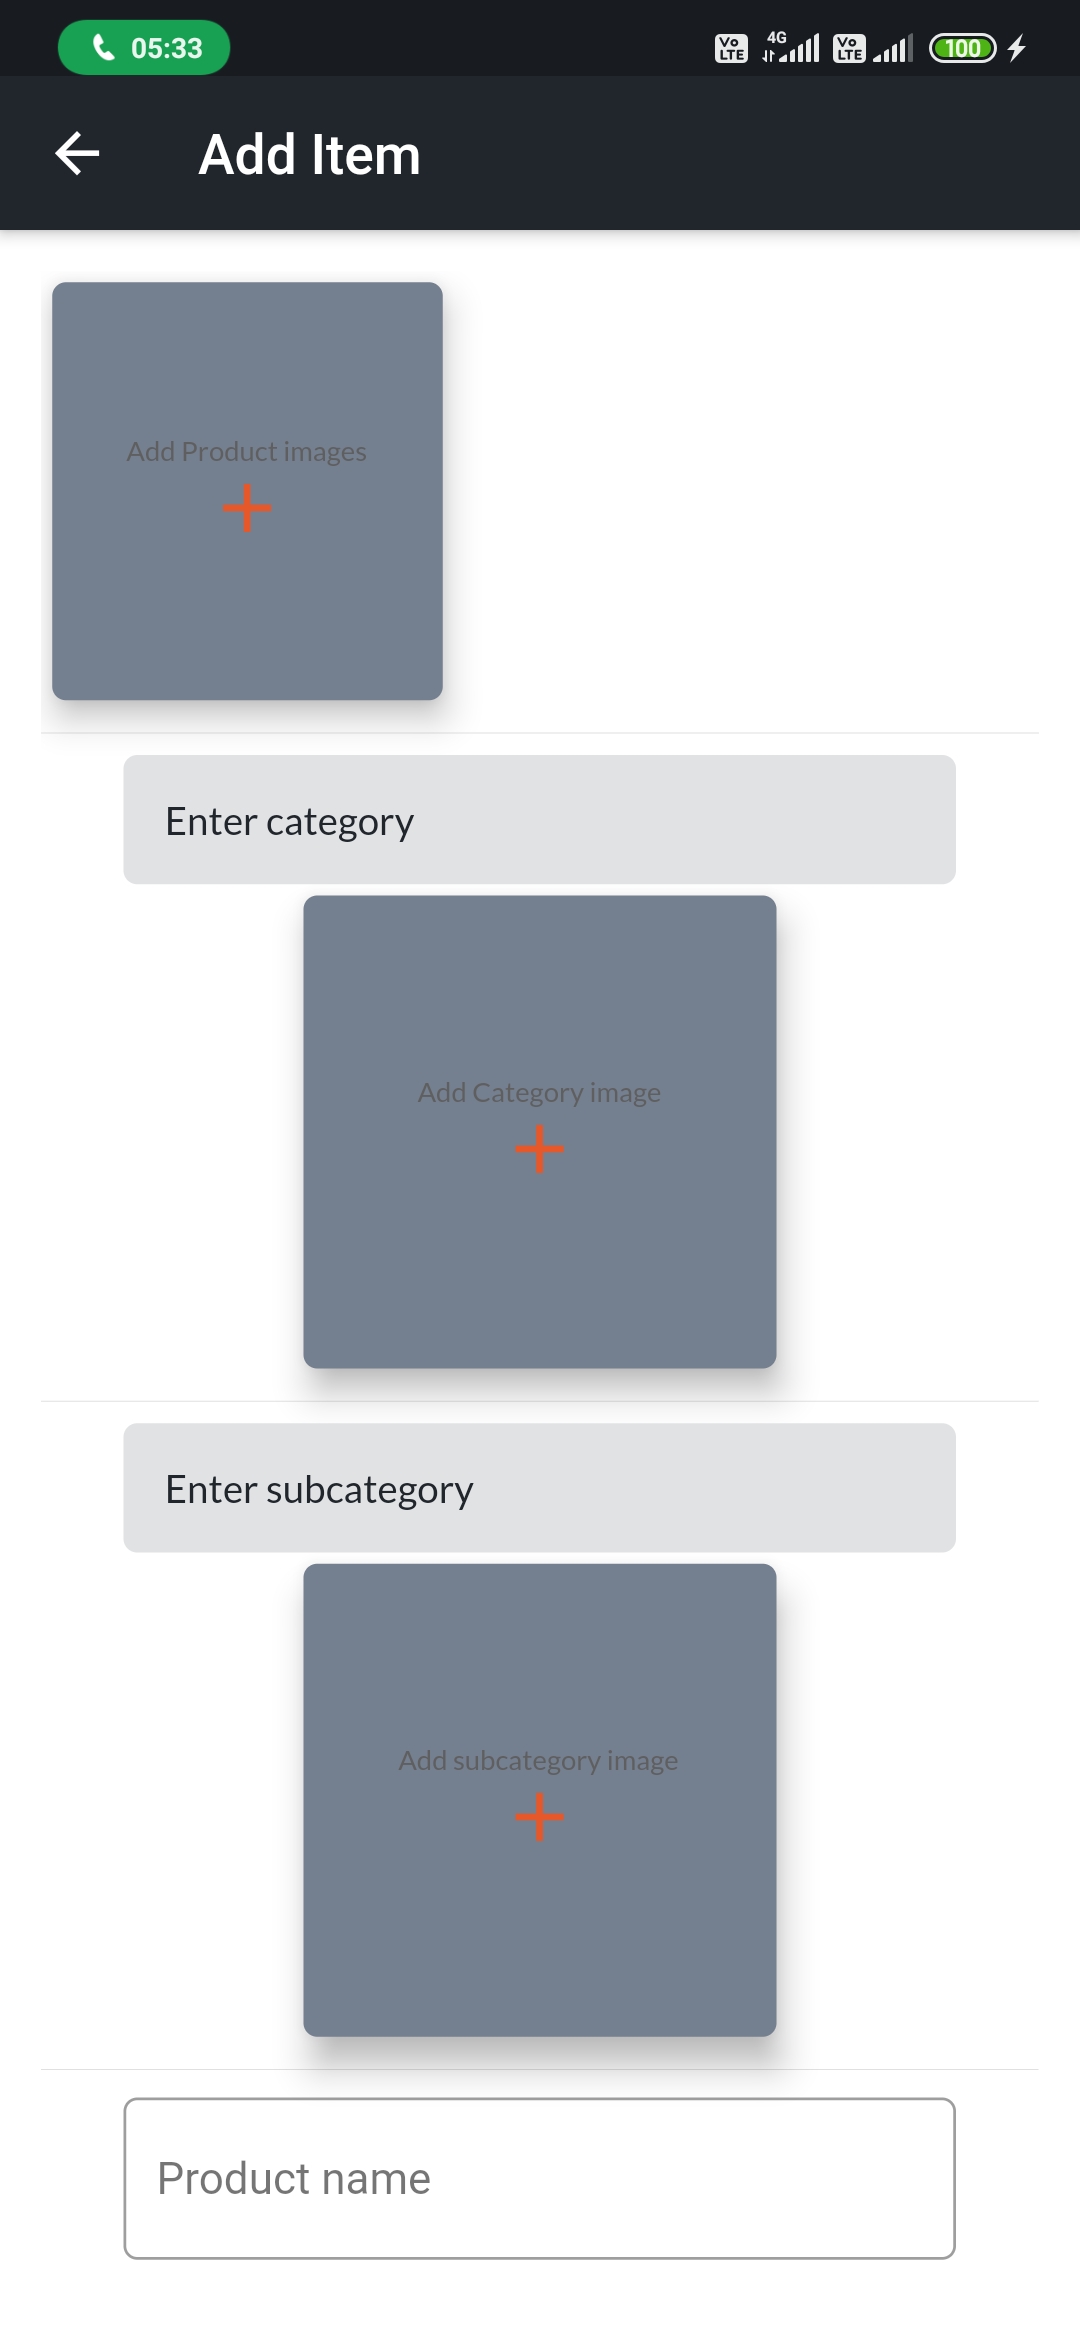 05:33
Vo LTE 4G Vo LTE 100
Add Item
Add Product images
Enter category
Add Category image
Enter subcategory
Add subcategory image
Product name